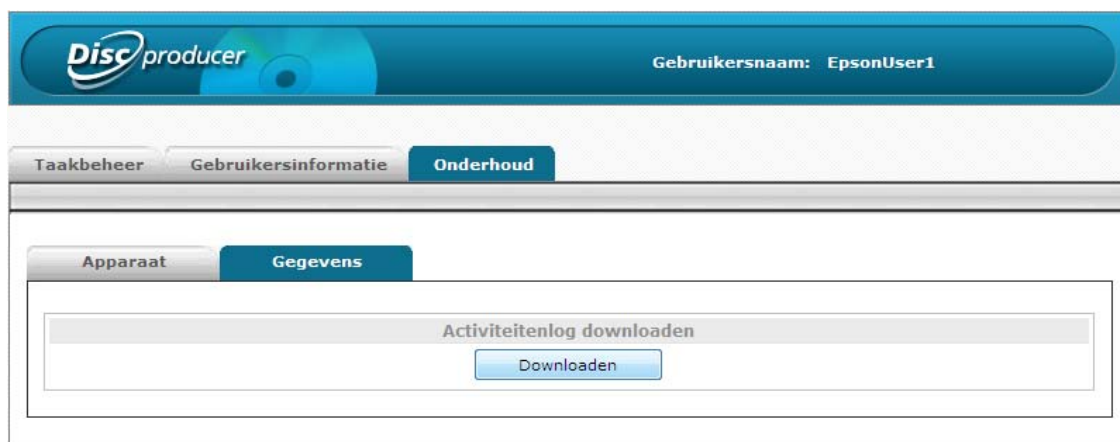 Disc producer
Gebruikersnaam: EpsonUser1
Taakbeheer Gebruikersinformatie Onderhoud
Apparaat Gegevens
Activiteitenlog downloaden
Downloaden